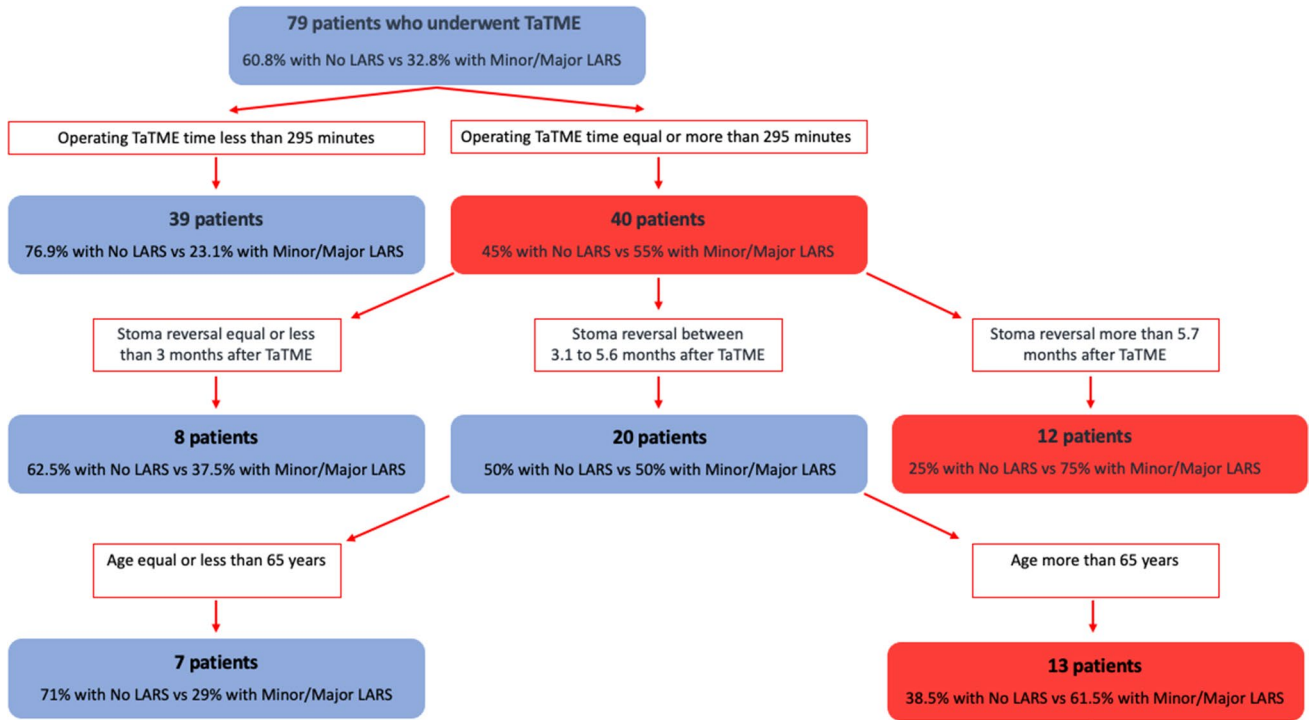 79 patients who underwent TaTME
60.8% with No LARS vs 32.8% with Minor/Major LARS
Operating TaTME time less than 295 minutes
Operating TaTME time equal or more than 295 minutes
39 patients
76.9% with No LARS vs 23.1% with Minor/Major LARS
40 patients
45% with No LARS vs 55% with Minor/Major LARS
Stoma reversal equal or less
than 3 months after TaTME
Stoma reversal between
3.1 to 5.6 months after TaTME
Stoma reversal more than 5.7
months after TaTME
8 patients
62.5% with No LARS vs 37.5% with Minor/Major LARS
20 patients
50% with No LARS vs 50% with Minor/Major LARS
12 patients
25% with No LARS vs 75% with Minor/Major LARS
Age equal or less than 65 years
Age more than 65 years
7 patients
71% with No LARS vs 29% with Minor/Major LARS
13 patients
38.5% with No LARS vs 61.5% with Minor/Major LARS